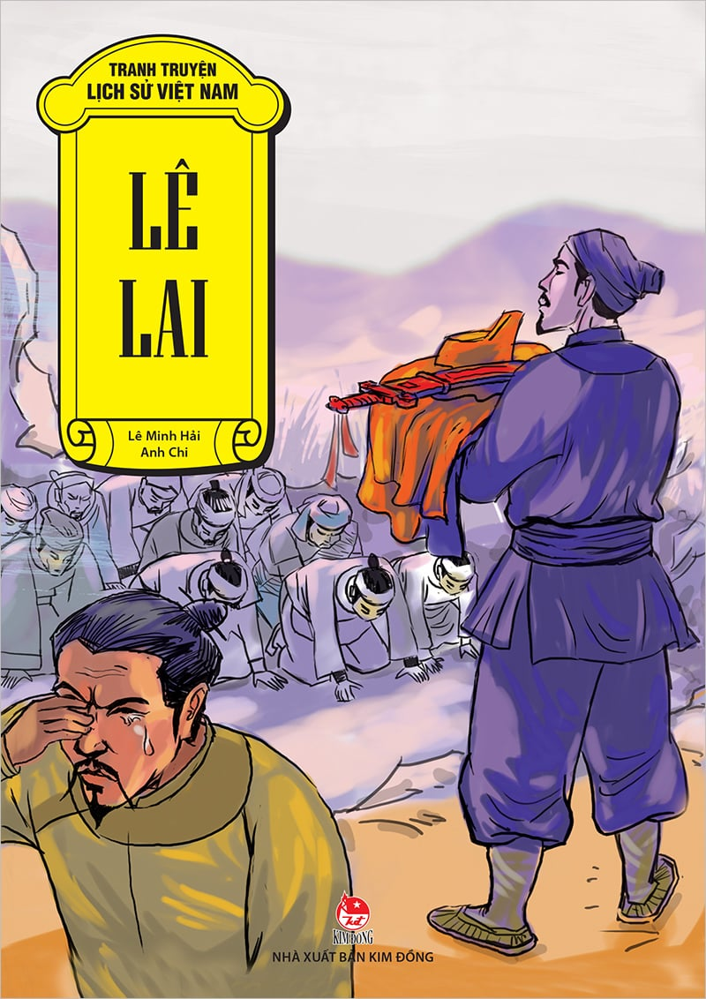 TRANH TRUYỆN
LỊCH SỬ VIỆT NAM
LÊ
LAI
Lê Minh Hải
Anh Chi
KIM ĐỒNG
NHÀ XUẤT BẢN KIM ĐỒNG